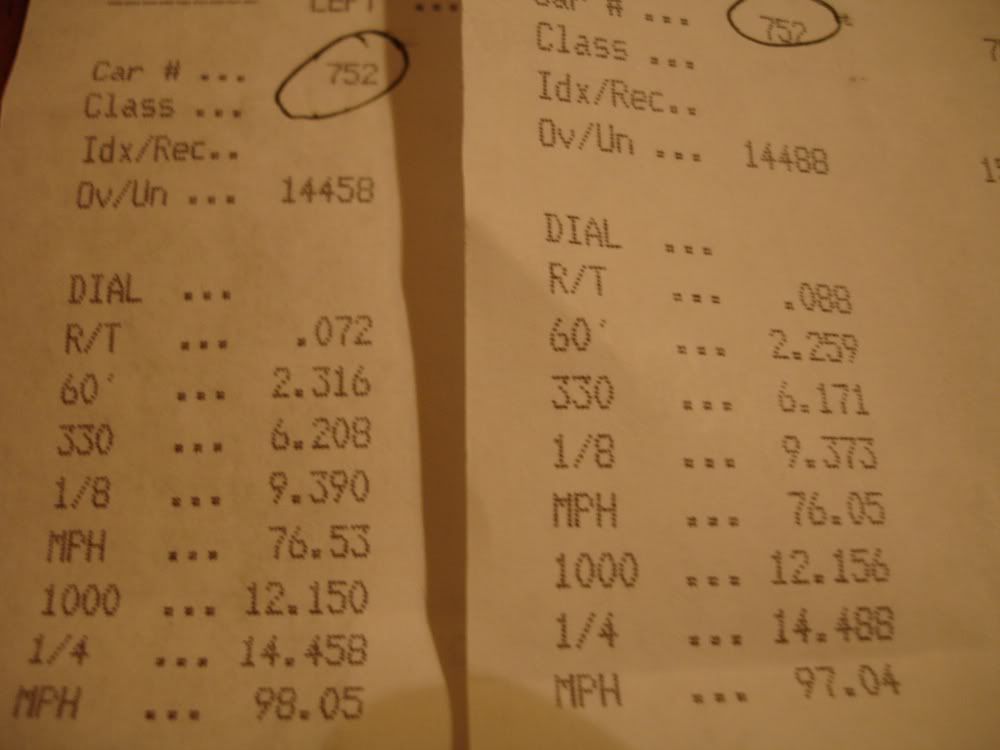 LEFT ...
Car # ... 752
Class ...
Idx/Rec..
Ov/Un ... 14458
DIAL ...
R/T ... .072
60' ... 2.316
330 ... 6.208
1/8 ... 9.390
MPH ... 76.53
1000 ... 12.150
1/4 ... 14.458
MPH ... 98.05
Car # ... 752
Class ...
Idx/Rec..
Ov/Un ... 14488
DIAL ...
R/T ... .088
60' ... 2.259
330 ... 6.171
1/8 ... 9.373
MPH ... 76.05
1000 ... 12.156
1/4 ... 14.488
MPH ... 97.04